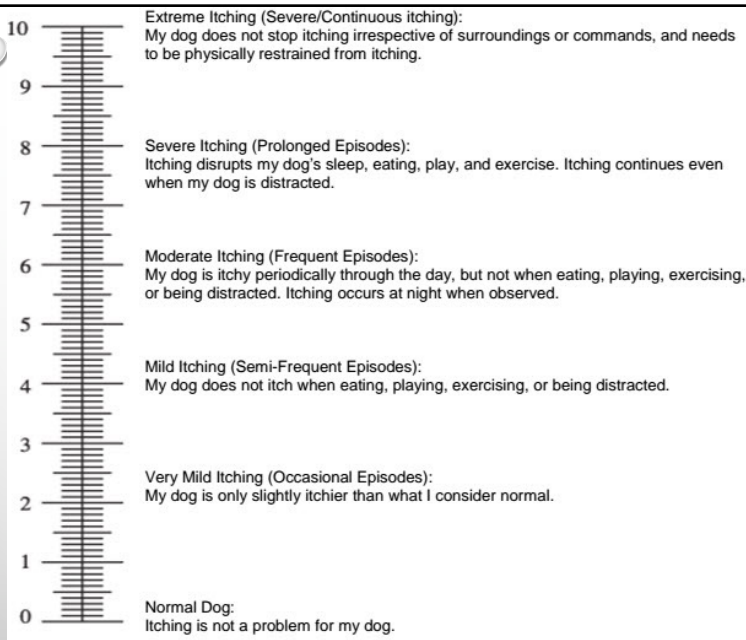 10
Extreme Itching (Severe/Continuous itching):
My dog does not stop itching irrespective of surroundings or commands, and needs
to be physically restrained from itching.
9
8
Severe Itching (Prolonged Episodes):
Itching disrupts my dog's sleep, eating, play, and exercise. Itching continues even
when my dog is distracted.
7
6
Moderate Itching (Frequent Episodes):
My dog is itchy periodically through the day, but not when eating, playing, exercising,
or being distracted. Itching occurs at night when observed.
5
4
Mild Itching (Semi-Frequent Episodes):
My dog does not itch when eating, playing, exercising, or being distracted.
3
2
Very Mild Itching (Occasional Episodes):
My dog is only slightly itchier than what I consider normal.
1
0
Normal Dog:
Itching is not a problem for my dog.